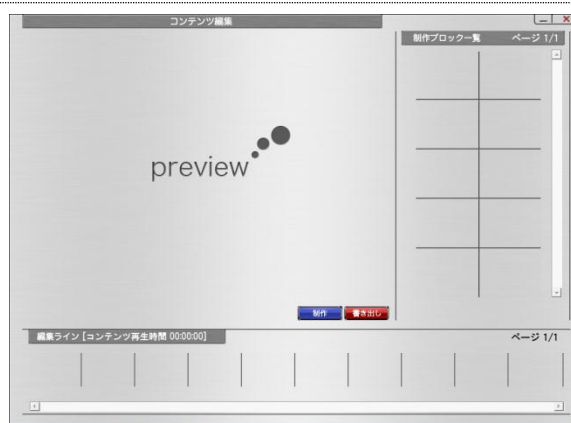 コンテンツ編集
制作ブロック一覧 ページ 1/1
preview
制作 書き出し
編集ライン [コンテンツ再生時間 00:00:00] ページ 1/1